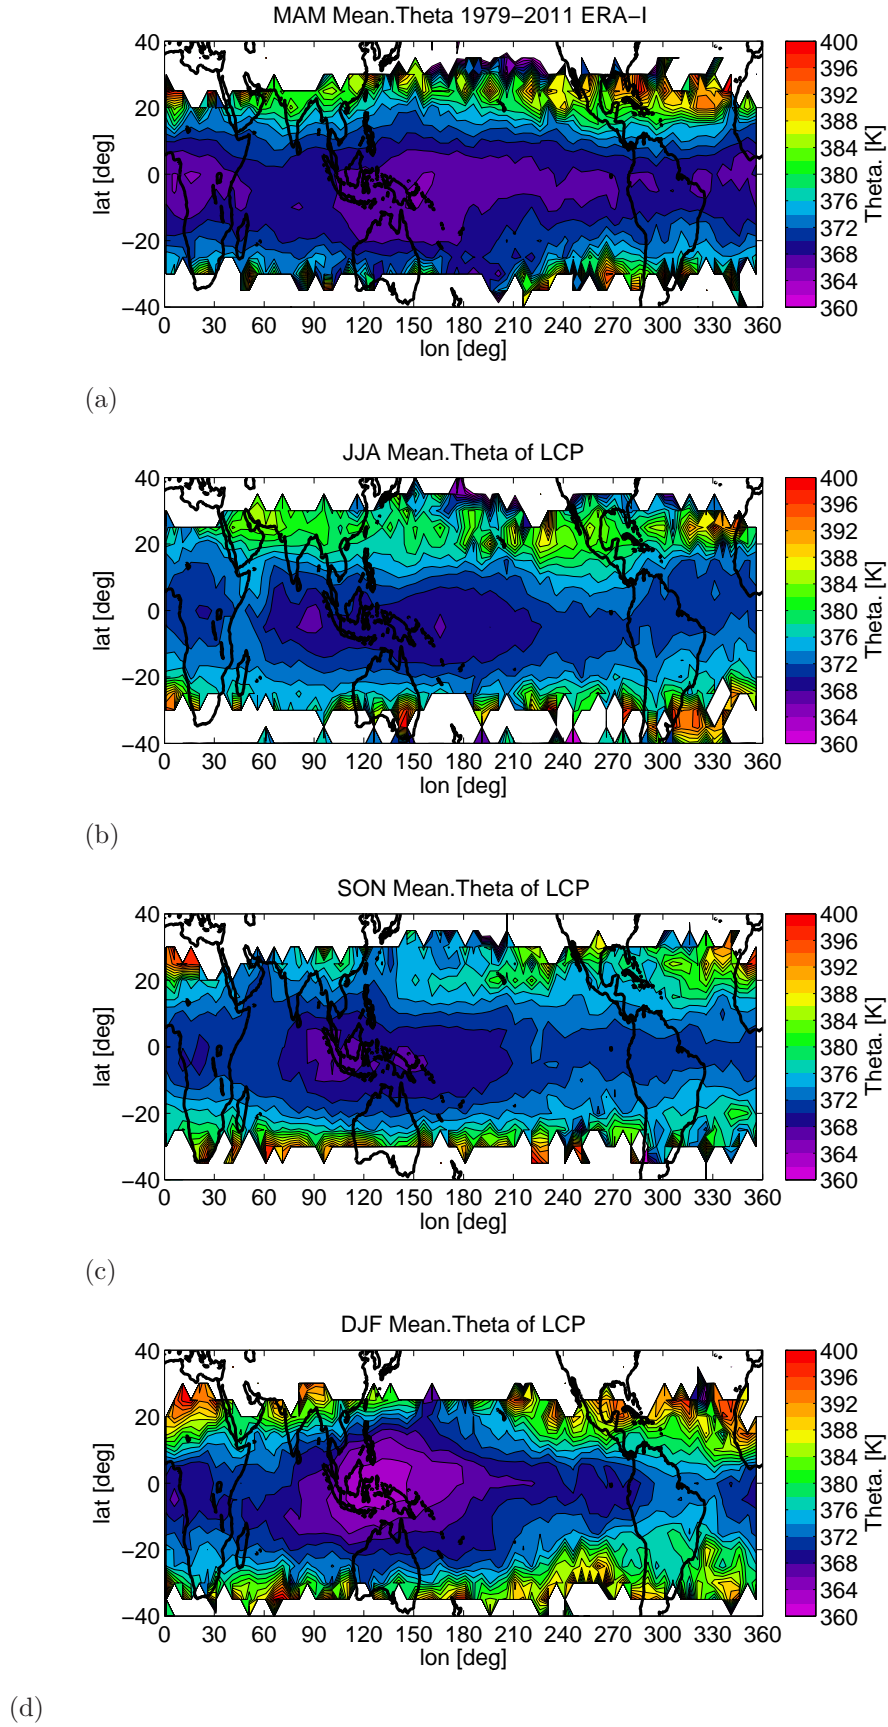 MAM Mean.Theta 1979−2011 ERA−I
lat [deg]
40
20
0
−20
−40
0 30 60 90 120 150 180 210 240 270 300 330 360
lon [deg]
400
396
392
388
384
380
376
372
368
364
360
Theta. [K]
(a)
JJA Mean.Theta of LCP
lat [deg]
40
20
0
−20
−40
0 30 60 90 120 150 180 210 240 270 300 330 360
lon [deg]
400
396
392
388
384
380
376
372
368
364
360
Theta. [K]
(b)
SON Mean.Theta of LCP
lat [deg]
40
20
0
−20
−40
0 30 60 90 120 150 180 210 240 270 300 330 360
lon [deg]
400
396
392
388
384
380
376
372
368
364
360
Theta. [K]
(c)
DJF Mean.Theta of LCP
lat [deg]
40
20
0
−20
−40
0 30 60 90 120 150 180 210 240 270 300 330 360
lon [deg]
400
396
392
388
384
380
376
372
368
364
360
Theta. [K]
(d)